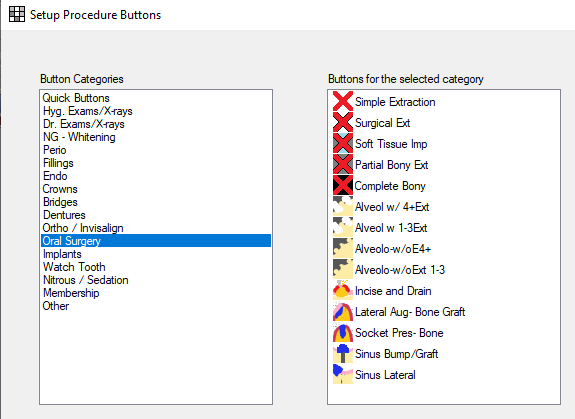 Setup Procedure Buttons
Button Categories
Quick Buttons
Hyg. Exams/X-rays
Dr. Exams/X-rays
NG - Whitening
Perio
Fillings
Endo
Crowns
Bridges
Dentures
Ortho / Invisalign
Oral Surgery
Implants
Watch Tooth
Nitrous / Sedation
Membership
Other
Buttons for the selected category
Simple Extraction
Surgical Ext
Soft Tissue Imp
Partial Bony Ext
Complete Bony
Alveol w/ 4+Ext
Alveol w 1-3Ext
Alveolo-w/oE4+
Alveolo-w/oExt 1-3
Incise and Drain
Lateral Aug- Bone Graft
Socket Pres- Bone
Sinus Bump/Graft
Sinus Lateral